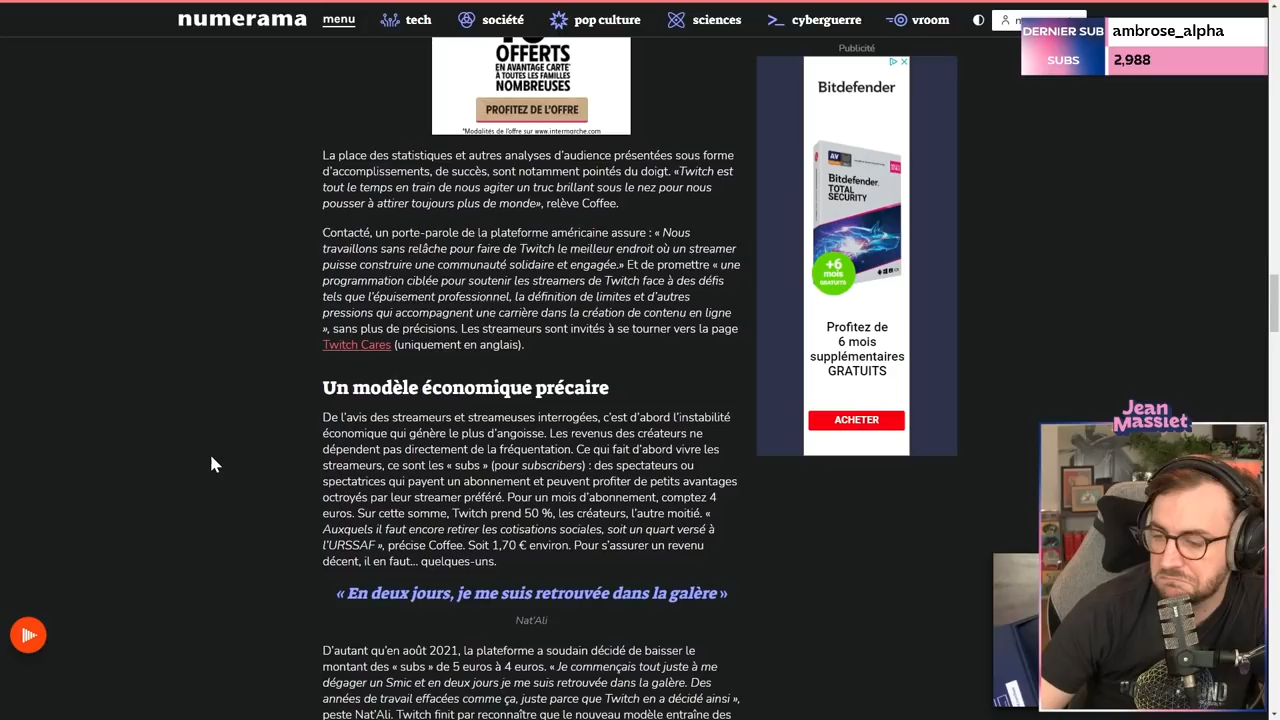 numerama
menu
tech
société
pop culture
sciences
cyberguerre
vroom
DERNIER SUB
ambrose_alpha
SUBS
2,988
OFFERTS
EN AVANTAGE CARTE*
À TOUTES LES FAMILLES
NOMBREUSES
PROFITEZ DE L'OFFRE
*Modalités de l'offre sur www.intermarche.com
La place des statistiques et autres analyses d'audience présentées sous forme
d'accomplissements, de succès, sont notamment pointés du doigt. «Twitch est
tout le temps en train de nous agiter un truc brillant sous le nez pour nous
pousser à attirer toujours plus de monde», relève Coffee.
Contacté, un porte-parole de la plateforme américaine assure : « Nous
travaillons sans relâche pour faire de Twitch le meilleur endroit où un streamer
puisse construire une communauté solidaire et engagée.» Et de promettre « une
programmation ciblée pour soutenir les streamers de Twitch face à des défis
tels que l'épuisement professionnel, la définition de limites et d'autres
pressions qui accompagnent une carrière dans la création de contenu en ligne
», sans plus de précisions. Les streameurs sont invités à se tourner vers la page
Twitch Cares (uniquement en anglais).
Un modèle économique précaire
De l'avis des streameurs et streameuses interrogées, c'est d'abord l'instabilité
économique qui génère le plus d'angoisse. Les revenus des créateurs ne
dépendent pas directement de la fréquentation. Ce qui fait d'abord vivre les
streameurs, ce sont les « subs » (pour subscribers) : des spectateurs ou
spectatrices qui payent un abonnement et peuvent profiter de petits avantages
octroyés par leur streamer préféré. Pour un mois d'abonnement, comptez 4
euros. Sur cette somme, Twitch prend 50 %, les créateurs, l'autre moitié. «
Auxquels il faut encore retirer les cotisations sociales, soit un quart versé à
l'URSSAF », précise Coffee. Soit 1,70 € environ. Pour s'assurer un revenu
décent, il en faut... quelques-uns.
« En deux jours, je me suis retrouvée dans la galère »
Nat'Ali
D'autant qu'en août 2021, la plateforme a soudain décidé de baisser le
montant des « subs » de 5 euros à 4 euros. « Je commençais tout juste à me
dégager un Smic et en deux jours je me suis retrouvée dans la galère. Des
années de travail effacées comme ça, juste parce que Twitch en a décidé ainsi »,
peste Nat'Ali. Twitch finit par reconnaître que le nouveau modèle entraîne des
Publicité
Bitdefender
Bitdefender
TOTAL
SECURITY
+6
mois
GRATUITS
Profitez de
6 mois
supplémentaires
GRATUITS
ACHETER
Jean
Massiet